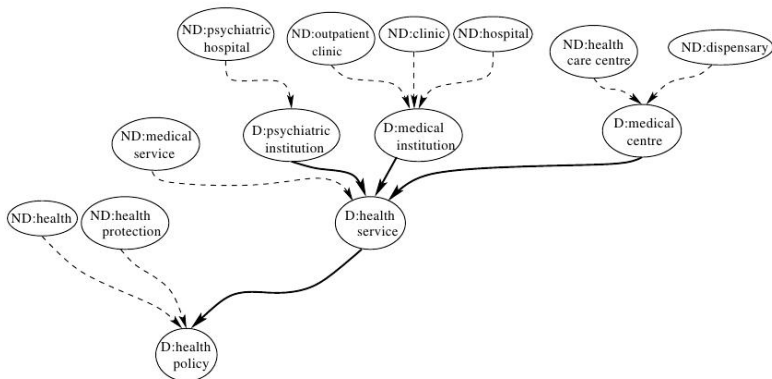 ND:psychiatric
hospital
ND:outpatient
clinic
ND:clinic
ND:hospital
ND:health
care centre
ND:dispensary
ND:medical
service
D:psychiatric
institution
D:medical
institution
D:medical
centre
ND:health
ND:health
protection
D:health
service
D:health
policy